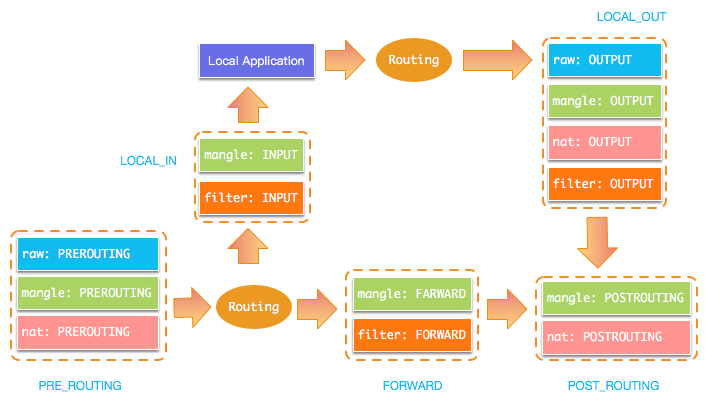 LOCAL_OUT
Local Application
Routing
raw: OUTPUT
mangle: OUTPUT
nat: OUTPUT
filter: OUTPUT
LOCAL_IN
mangle: INPUT
filter: INPUT
raw: PREROUTING
mangle: PREROUTING
nat: PREROUTING
Routing
mangle: FARWARD
filter: FORWARD
mangle: POSTROUTING
nat: POSTROUTING
PRE_ROUTING
FORWARD
POST_ROUTING